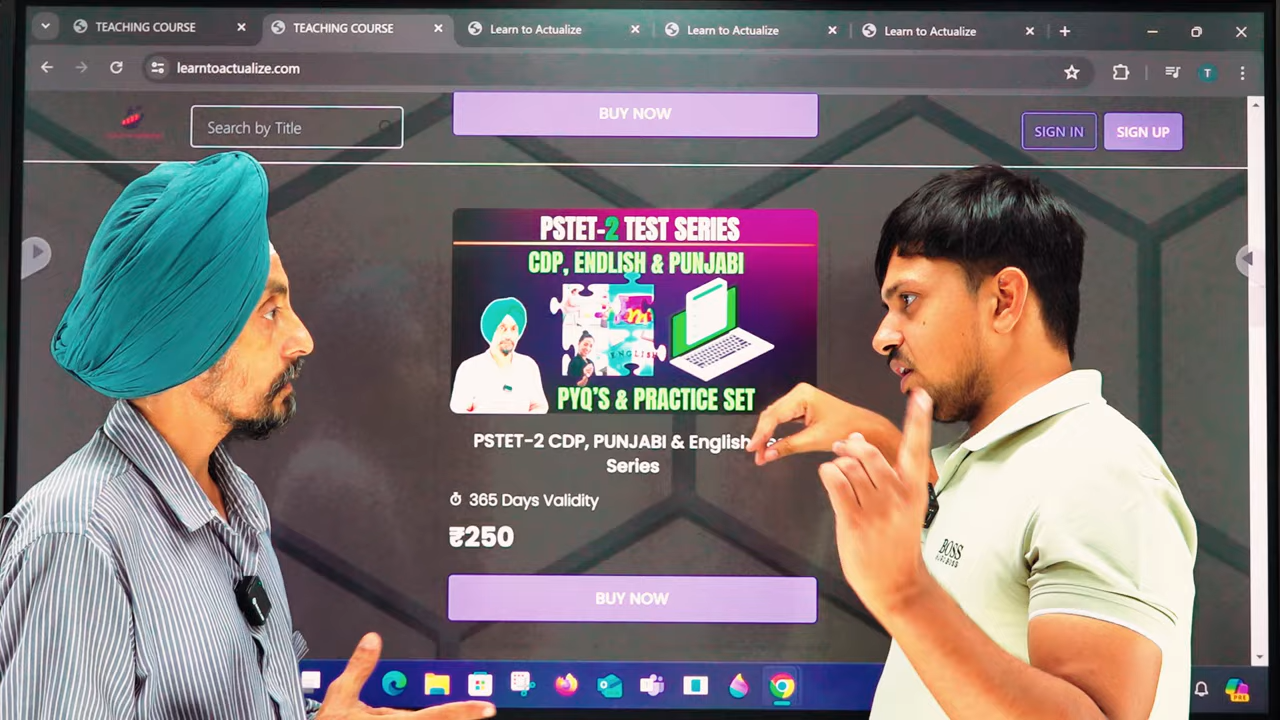 TEACHING COURSE
TEACHING COURSE
Learn to Actualize
Learn to Actualize
Learn to Actualize
learntoactualize.com
Search by Title
BUY NOW
SIGN IN
SIGN UP
PSTET-2 TEST SERIES
CDP, ENDLISH & PUNJABI
ENGLISH
PYQ'S & PRACTICE SET
PSTET-2 CDP, PUNJABI & English
Series
365 Days Validity
₹250
BUY NOW
BOSS
T
PRE